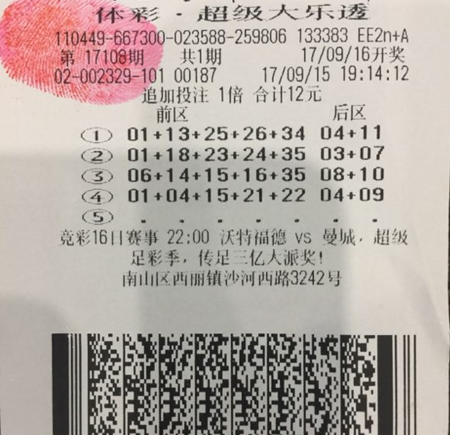 体彩·超级大乐透
110449-667300-023588-259806 133383 EE2n+A
第 17108期 共1期 17/09/16开奖
02-002329-101 00187 17/09/15 19:14:12
追加投注 1倍 合计12元
前区 后区
① 01+13+25+26+34 04+11
② 01+18+23+24+35 03+07
③ 06+14+15+16+35 08+10
④ 01+04+15+21+22 04+09
⑤ . . . . . . .
竞彩16日赛事 22:00 沃特福德 vs 曼城，超级
足彩季，传足三亿大派奖!
南山区西丽镇沙河西路3242号